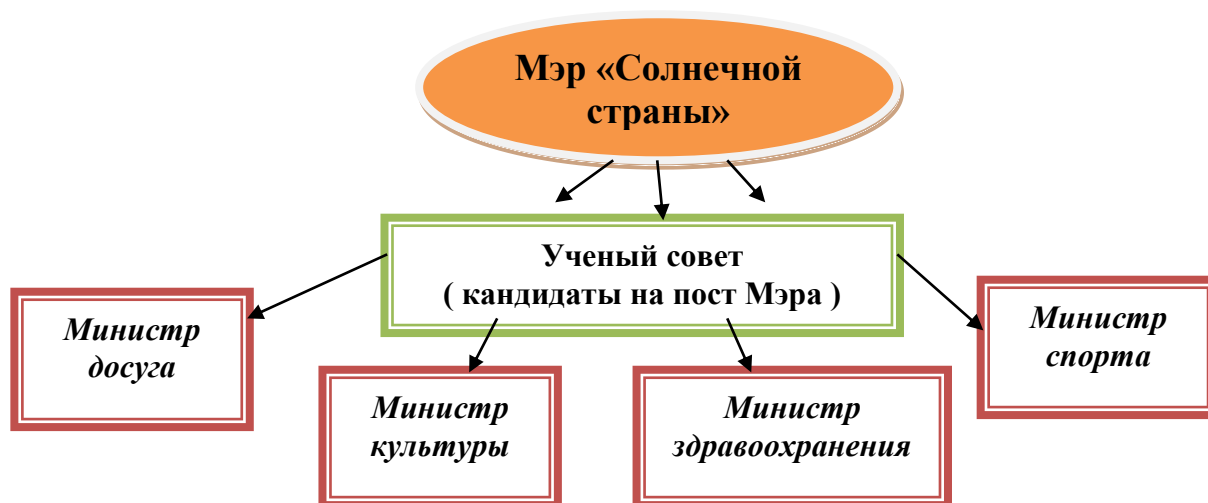 Мэр «Солнечной
страны»
Ученый совет
( кандидаты на пост Мэра )
Министр
досуга
Министр
культуры
Министр
здравоохранения
Министр
спорта